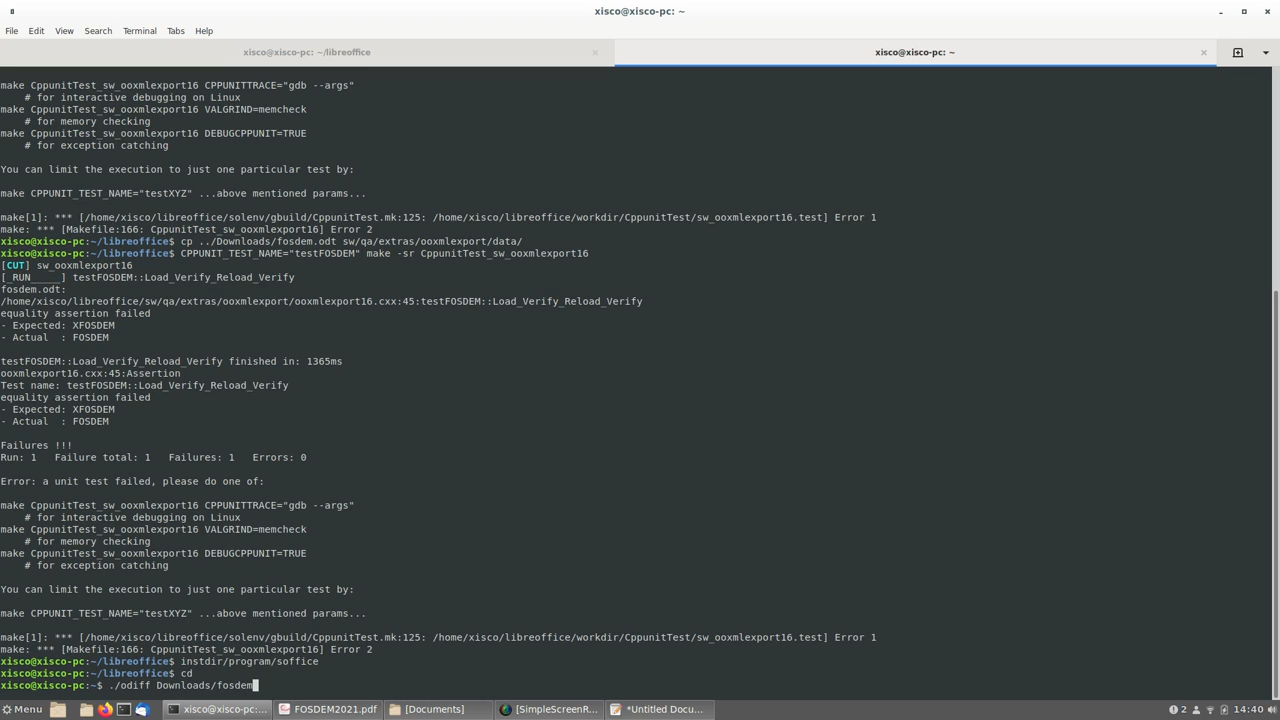 xisco@xisco-pc: ~
File Edit View Search Terminal Tabs Help
xisco@xisco-pc: ~/libreoffice × xisco@xisco-pc: ~ ×
make CppunitTest_sw_ooxmlexport16 CPPUNITTRACE="gdb --args"
# for interactive debugging on Linux
make CppunitTest_sw_ooxmlexport16 VALGRIND=memcheck
# for memory checking
make CppunitTest_sw_ooxmlexport16 DEBUGCPPUNIT=TRUE
# for exception catching
You can limit the execution to just one particular test by:
make CPPUNIT_TEST_NAME="testXYZ" ...above mentioned params...
make[1]: *** [/home/xisco/libreoffice/solenv/gbuild/CppunitTest.mk:125: /home/xisco/libreoffice/workdir/CppunitTest/sw_ooxmlexport16.test] Error 1
make: *** [Makefile:166: CppunitTest_sw_ooxmlexport16] Error 2
xisco@xisco-pc:~/libreoffice$ cp ../Downloads/fosdem.odt sw/qa/extras/ooxmlexport/data/
xisco@xisco-pc:~/libreoffice$ CPPUNIT_TEST_NAME="testFOSDEM" make -sr CppunitTest_sw_ooxmlexport16
[CUT] sw_ooxmlexport16
[_RUN_____] testFOSDEM::Load_Verify_Reload_Verify
fosdem.odt:
/home/xisco/libreoffice/sw/qa/extras/ooxmlexport/ooxmlexport16.cxx:45:testFOSDEM::Load_Verify_Reload_Verify
equality assertion failed
- Expected: XFOSDEM
- Actual  : FOSDEM
testFOSDEM::Load_Verify_Reload_Verify finished in: 1365ms
ooxmlexport16.cxx:45:Assertion
Test name: testFOSDEM::Load_Verify_Reload_Verify
equality assertion failed
- Expected: XFOSDEM
- Actual  : FOSDEM
Failures !!!
Run: 1   Failure total: 1   Failures: 1   Errors: 0
Error: a unit test failed, please do one of:
make CppunitTest_sw_ooxmlexport16 CPPUNITTRACE="gdb --args"
# for interactive debugging on Linux
make CppunitTest_sw_ooxmlexport16 VALGRIND=memcheck
# for memory checking
make CppunitTest_sw_ooxmlexport16 DEBUGCPPUNIT=TRUE
# for exception catching
You can limit the execution to just one particular test by:
make CPPUNIT_TEST_NAME="testXYZ" ...above mentioned params...
make[1]: *** [/home/xisco/libreoffice/solenv/gbuild/CppunitTest.mk:125: /home/xisco/libreoffice/workdir/CppunitTest/sw_ooxmlexport16.test] Error 1
make: *** [Makefile:166: CppunitTest_sw_ooxmlexport16] Error 2
xisco@xisco-pc:~/libreoffice$ instdir/program/soffice
xisco@xisco-pc:~/libreoffice$ cd
xisco@xisco-pc:~$ ./odiff Downloads/fosdem
Menu xisco@xisco-pc:... FOSDEM2021.pdf [Documents] [SimpleScreenR... *Untitled Docu... 2 14:40